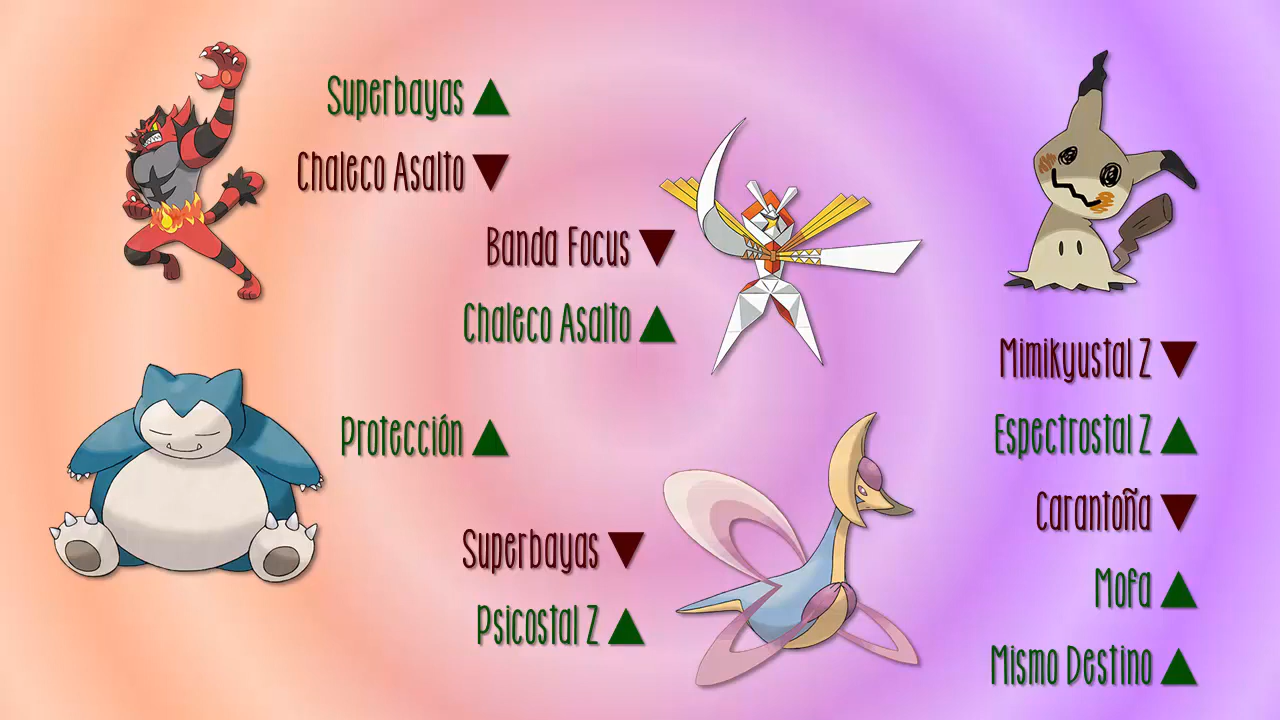 Superbayas ▲
Chaleco Asalto ▼
Banda Focus ▼
Chaleco Asalto ▲
Protección ▲
Superbayas ▼
Psicostal Z ▲
Mimikyustal Z ▼
Espectrostal Z ▲
Carantoña ▼
Mofa ▲
Mismo Destino ▲